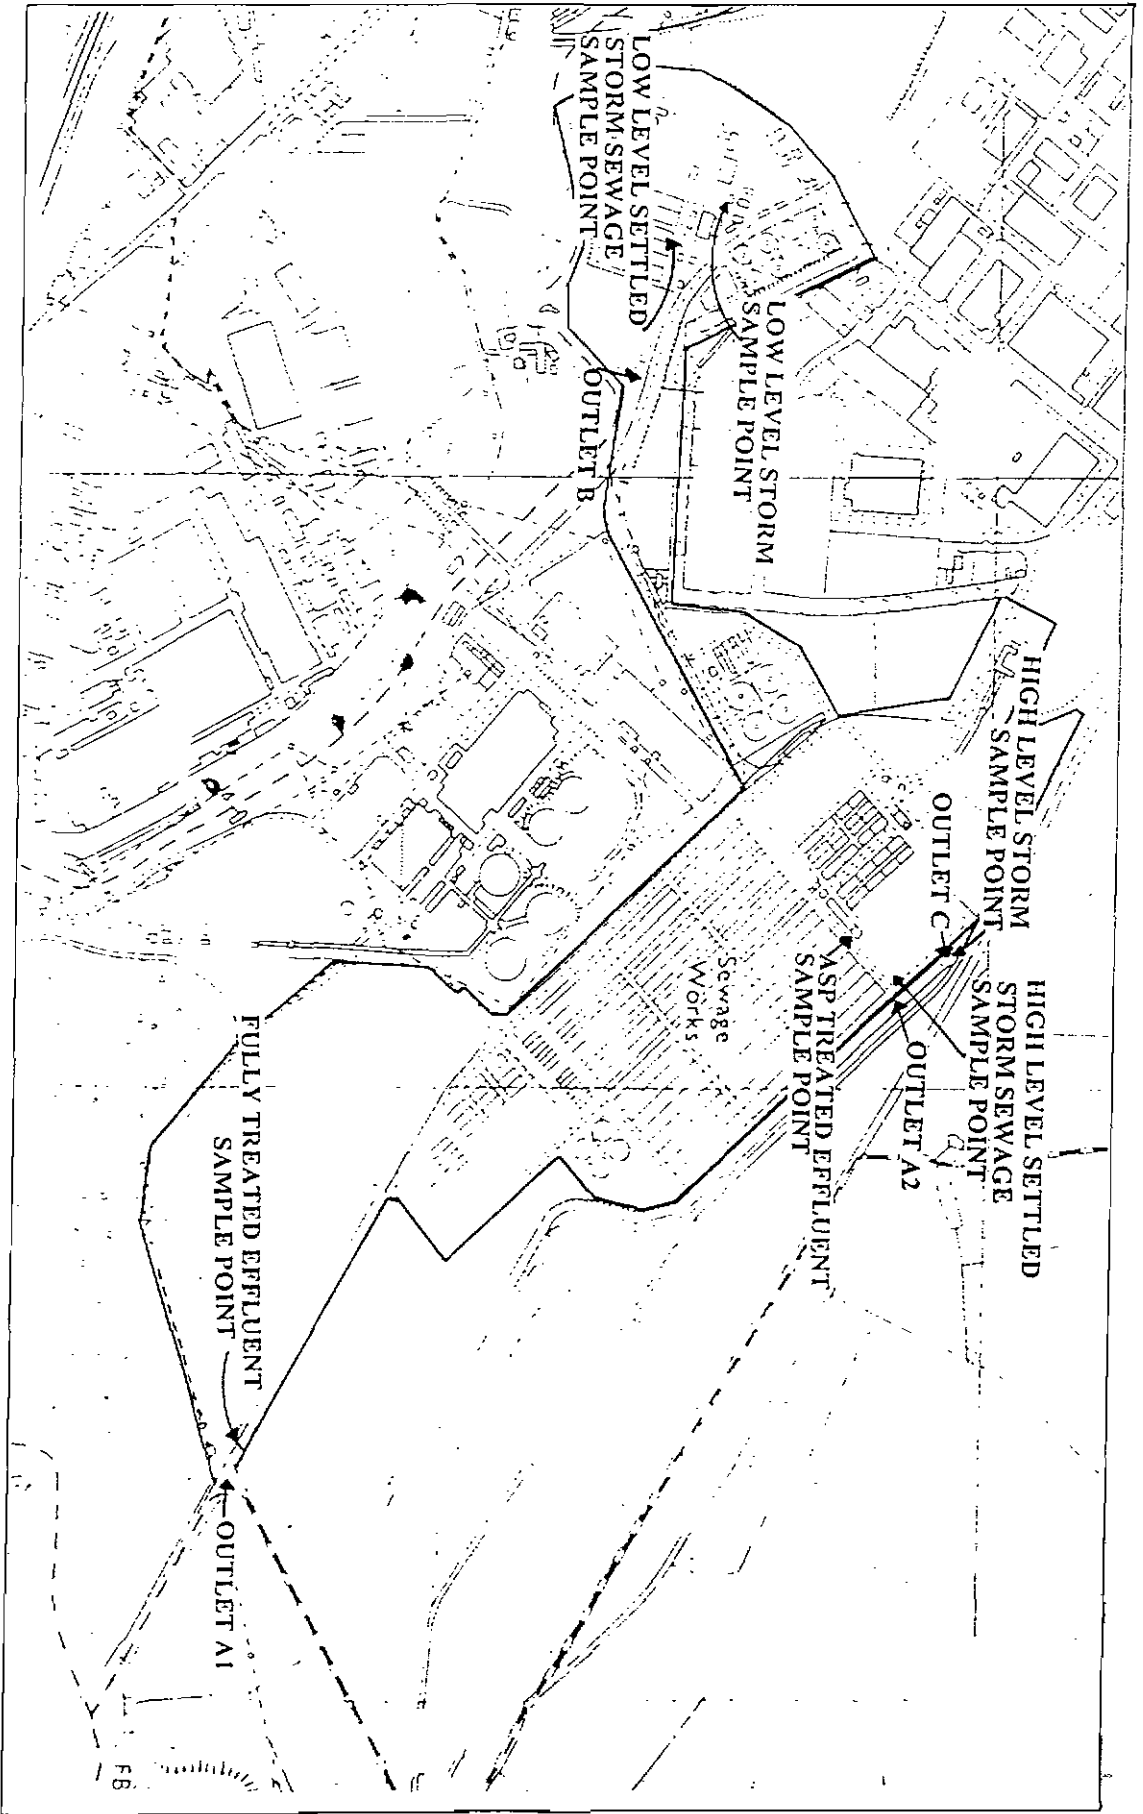 LOW LEVEL SETTLED
STORM SEWAGE
SAMPLE POINT
LOW LEVEL STORM
SAMPLE POINT
OUTLET B
HIGH LEVEL STORM
SAMPLE POINT
OUTLET C
HIGH LEVEL SETTLED
STORM SEWAGE
SAMPLE POINT
OUTLET A2
ASP TREATED EFFLUENT
SAMPLE POINT
Sewage
Works
FULLY TREATED EFFLUENT
SAMPLE POINT
OUTLET A1
FB